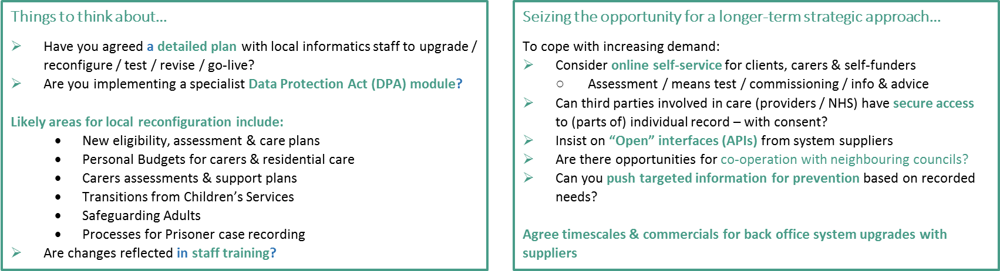 Things to think about…
➢ Have you agreed a detailed plan with local informatics staff to upgrade /
reconfigure / test / revise / go-live?
➢ Are you implementing a specialist Data Protection Act (DPA) module?
Likely areas for local reconfiguration include:
• New eligibility, assessment & care plans
• Personal Budgets for carers & residential care
• Carers assessments & support plans
• Transitions from Children’s Services
• Safeguarding Adults
• Processes for Prisoner case recording
➢ Are changes reflected in staff training?
Seizing the opportunity for a longer-term strategic approach…
To cope with increasing demand:
➢ Consider online self-service for clients, carers & self-funders
○ Assessment / means test / commissioning / info & advice
➢ Can third parties involved in care (providers / NHS) have secure access
to (parts of) individual record – with consent?
➢ Insist on “Open” interfaces (APIs) from system suppliers
➢ Are there opportunities for co-operation with neighbouring councils?
➢ Can you push targeted information for prevention based on recorded
needs?
Agree timescales & commercials for back office system upgrades with
suppliers